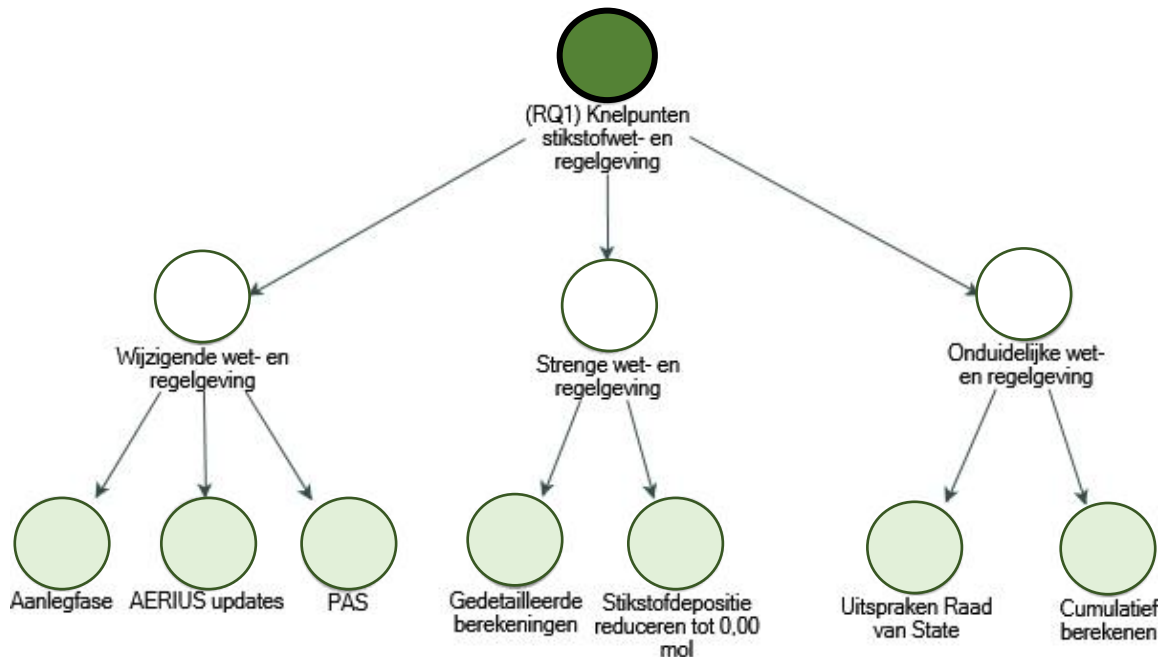 (RQ1) Knelpunten
stikstofwet- en
regelgeving
Wijzigende wet- en
regelgeving
Strenge wet- en
regelgeving
Onduidelijke wet-
en regelgeving
Aanlegfase
AERIUS updates
PAS
Gedetailleerde
berekeningen
Stikstofdepositie
reduceren tot 0,00
mol
Uitspraken Raad
van State
Cumulatief
berekenen